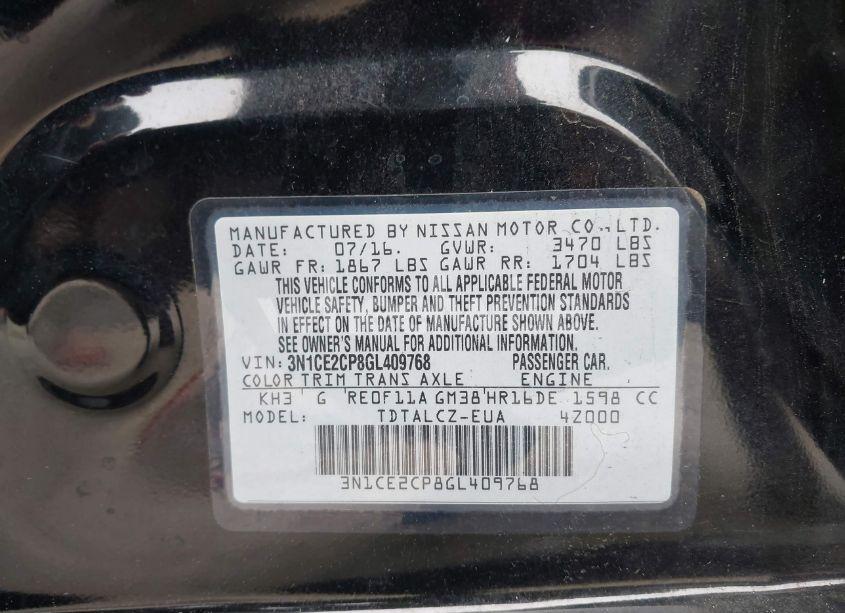 MANUFACTURED BY NISSAN MOTOR CO., LTD.
DATE: 07/16. GVWR: 3470 LBS
GAWR FR: 1867 LBS GAWR RR: 1704 LBS
THIS VEHICLE CONFORMS TO ALL APPLICABLE FEDERAL MOTOR
VEHICLE SAFETY, BUMPER AND THEFT PREVENTION STANDARDS
IN EFFECT ON THE DATE OF MANUFACTURE SHOWN ABOVE.
SEE OWNER'S MANUAL FOR ADDITIONAL INFORMATION.
VIN: 3N1CE2CP8GL409768 PASSENGER CAR.
COLOR TRIM TRANS AXLE ENGINE
KH3 G RE0F11A GM38 HR16DE 1598 CC
MODEL: TDTALCZ-EUA 4Z000
3N1CE2CP8GL409768